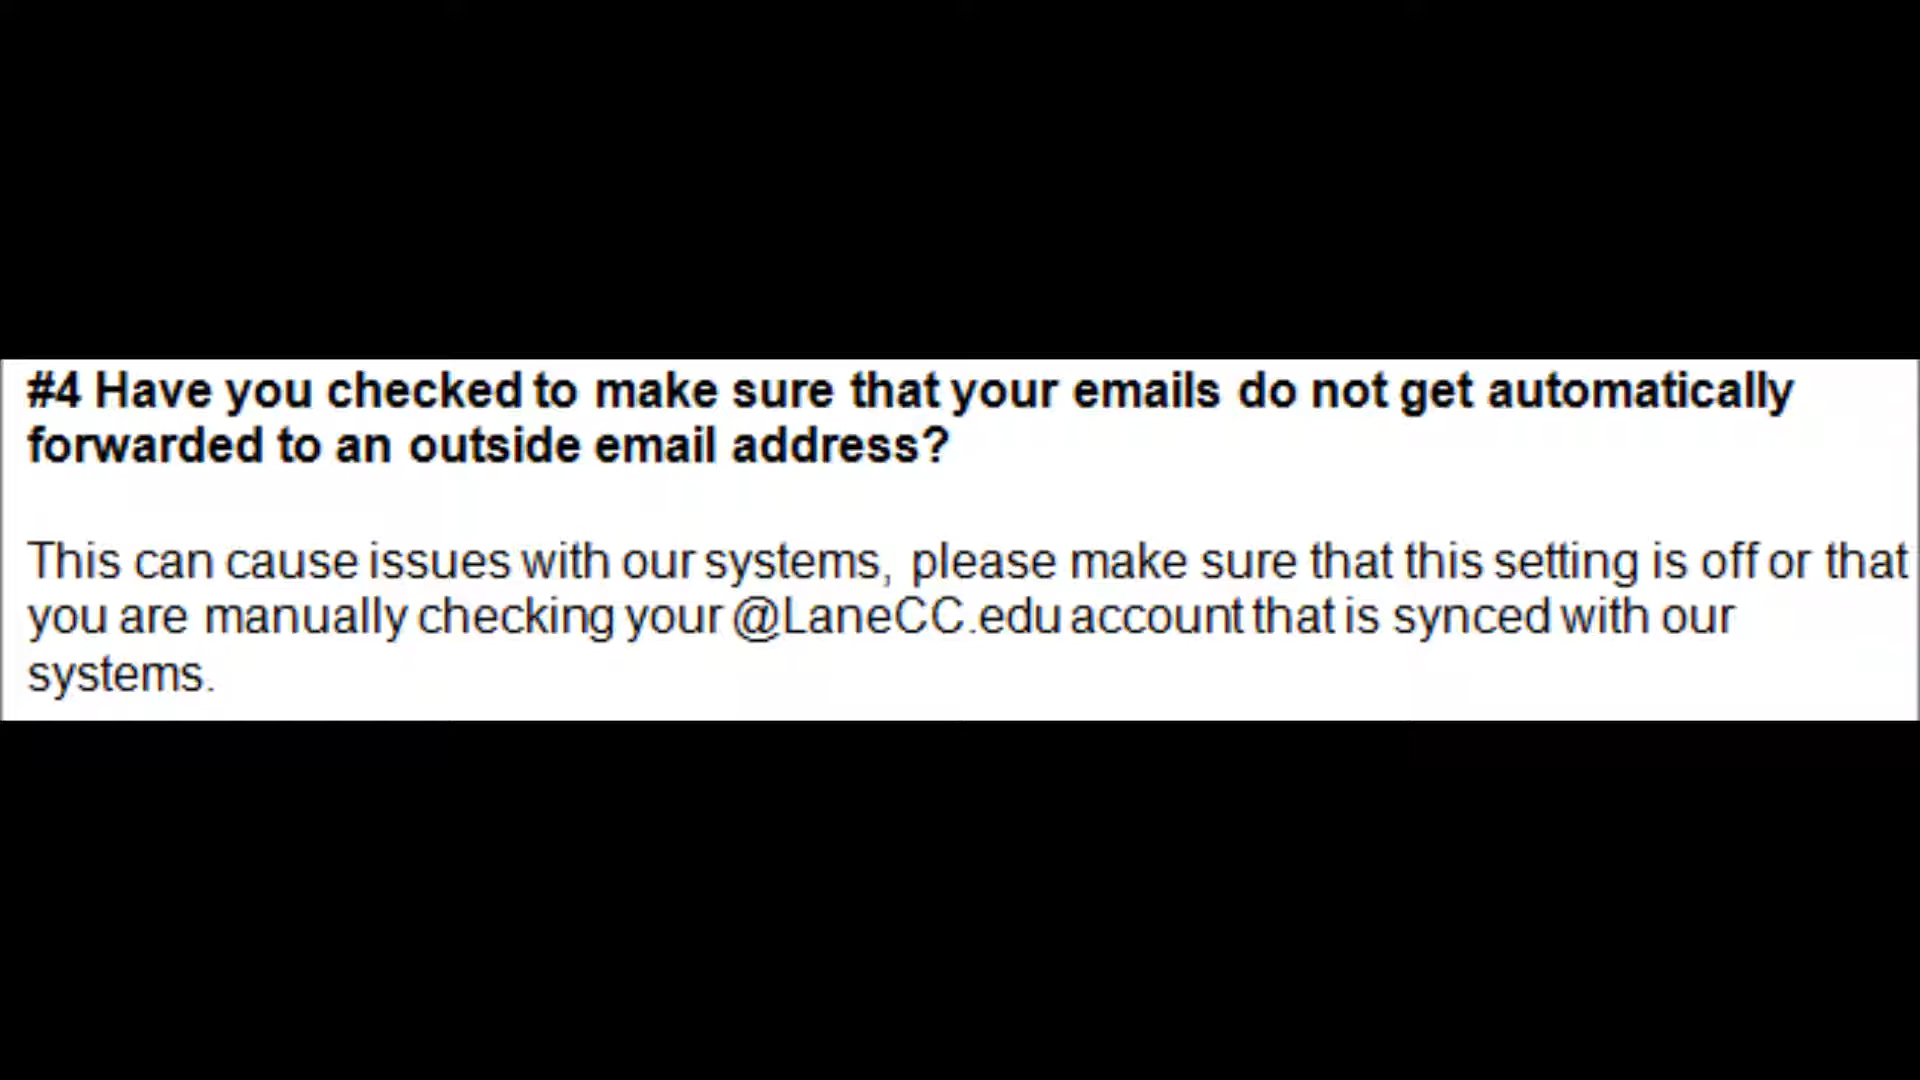 #4 Have you checked to make sure that your emails do not get automatically
forwarded to an outside email address?
This can cause issues with our systems, please make sure that this setting is off or that
you are manually checking your @LaneCC.edu account that is synced with our
systems.